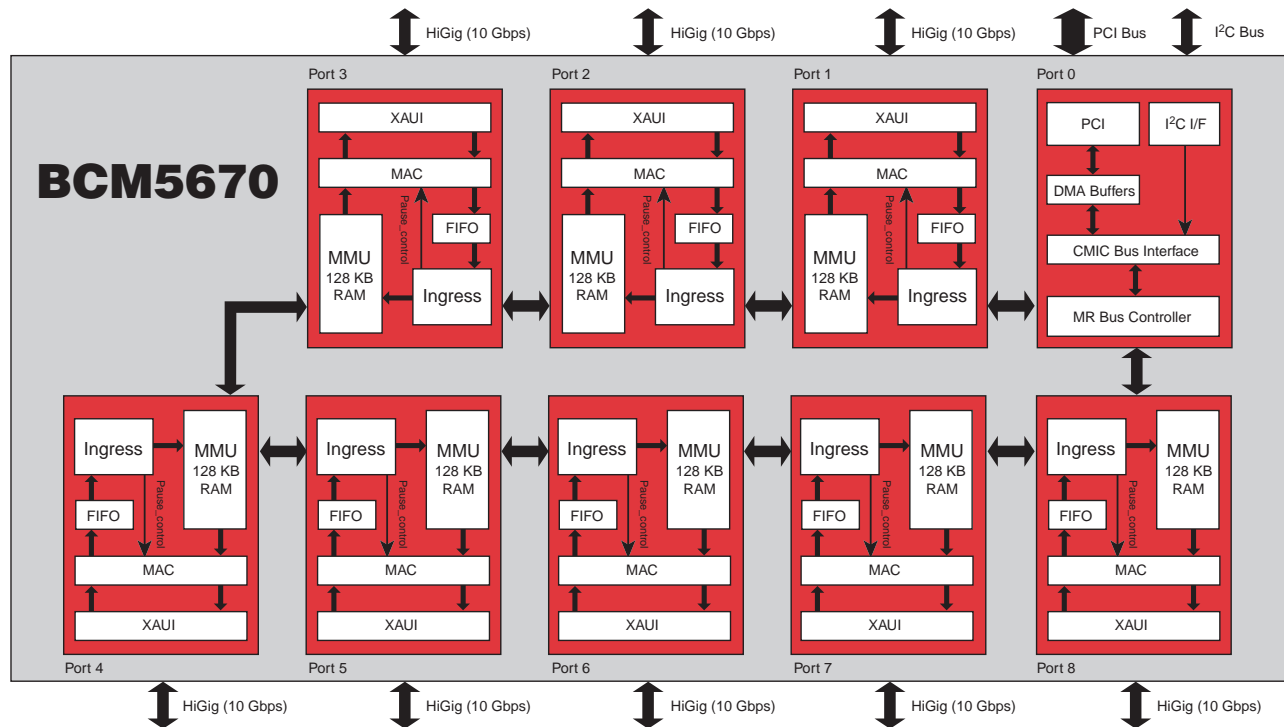 HiGig (10 Gbps)
HiGig (10 Gbps)
HiGig (10 Gbps)
PCI Bus
I²C Bus
BCM5670
Port 3
XAUI
MAC
Pause_control
FIFO
MMU
128 KB
RAM
Ingress
Port 2
XAUI
MAC
Pause_control
FIFO
MMU
128 KB
RAM
Ingress
Port 1
XAUI
MAC
Pause_control
FIFO
MMU
128 KB
RAM
Ingress
Port 0
PCI
I²C I/F
DMA Buffers
CMIC Bus Interface
MR Bus Controller
Ingress
MMU
128 KB
RAM
FIFO
Pause_control
MAC
XAUI
Port 4
Ingress
MMU
128 KB
RAM
FIFO
Pause_control
MAC
XAUI
Port 5
Ingress
MMU
128 KB
RAM
FIFO
Pause_control
MAC
XAUI
Port 6
Ingress
MMU
128 KB
RAM
FIFO
Pause_control
MAC
XAUI
Port 7
Ingress
MMU
128 KB
RAM
FIFO
Pause_control
MAC
XAUI
Port 8
HiGig (10 Gbps)
HiGig (10 Gbps)
HiGig (10 Gbps)
HiGig (10 Gbps)
HiGig (10 Gbps)